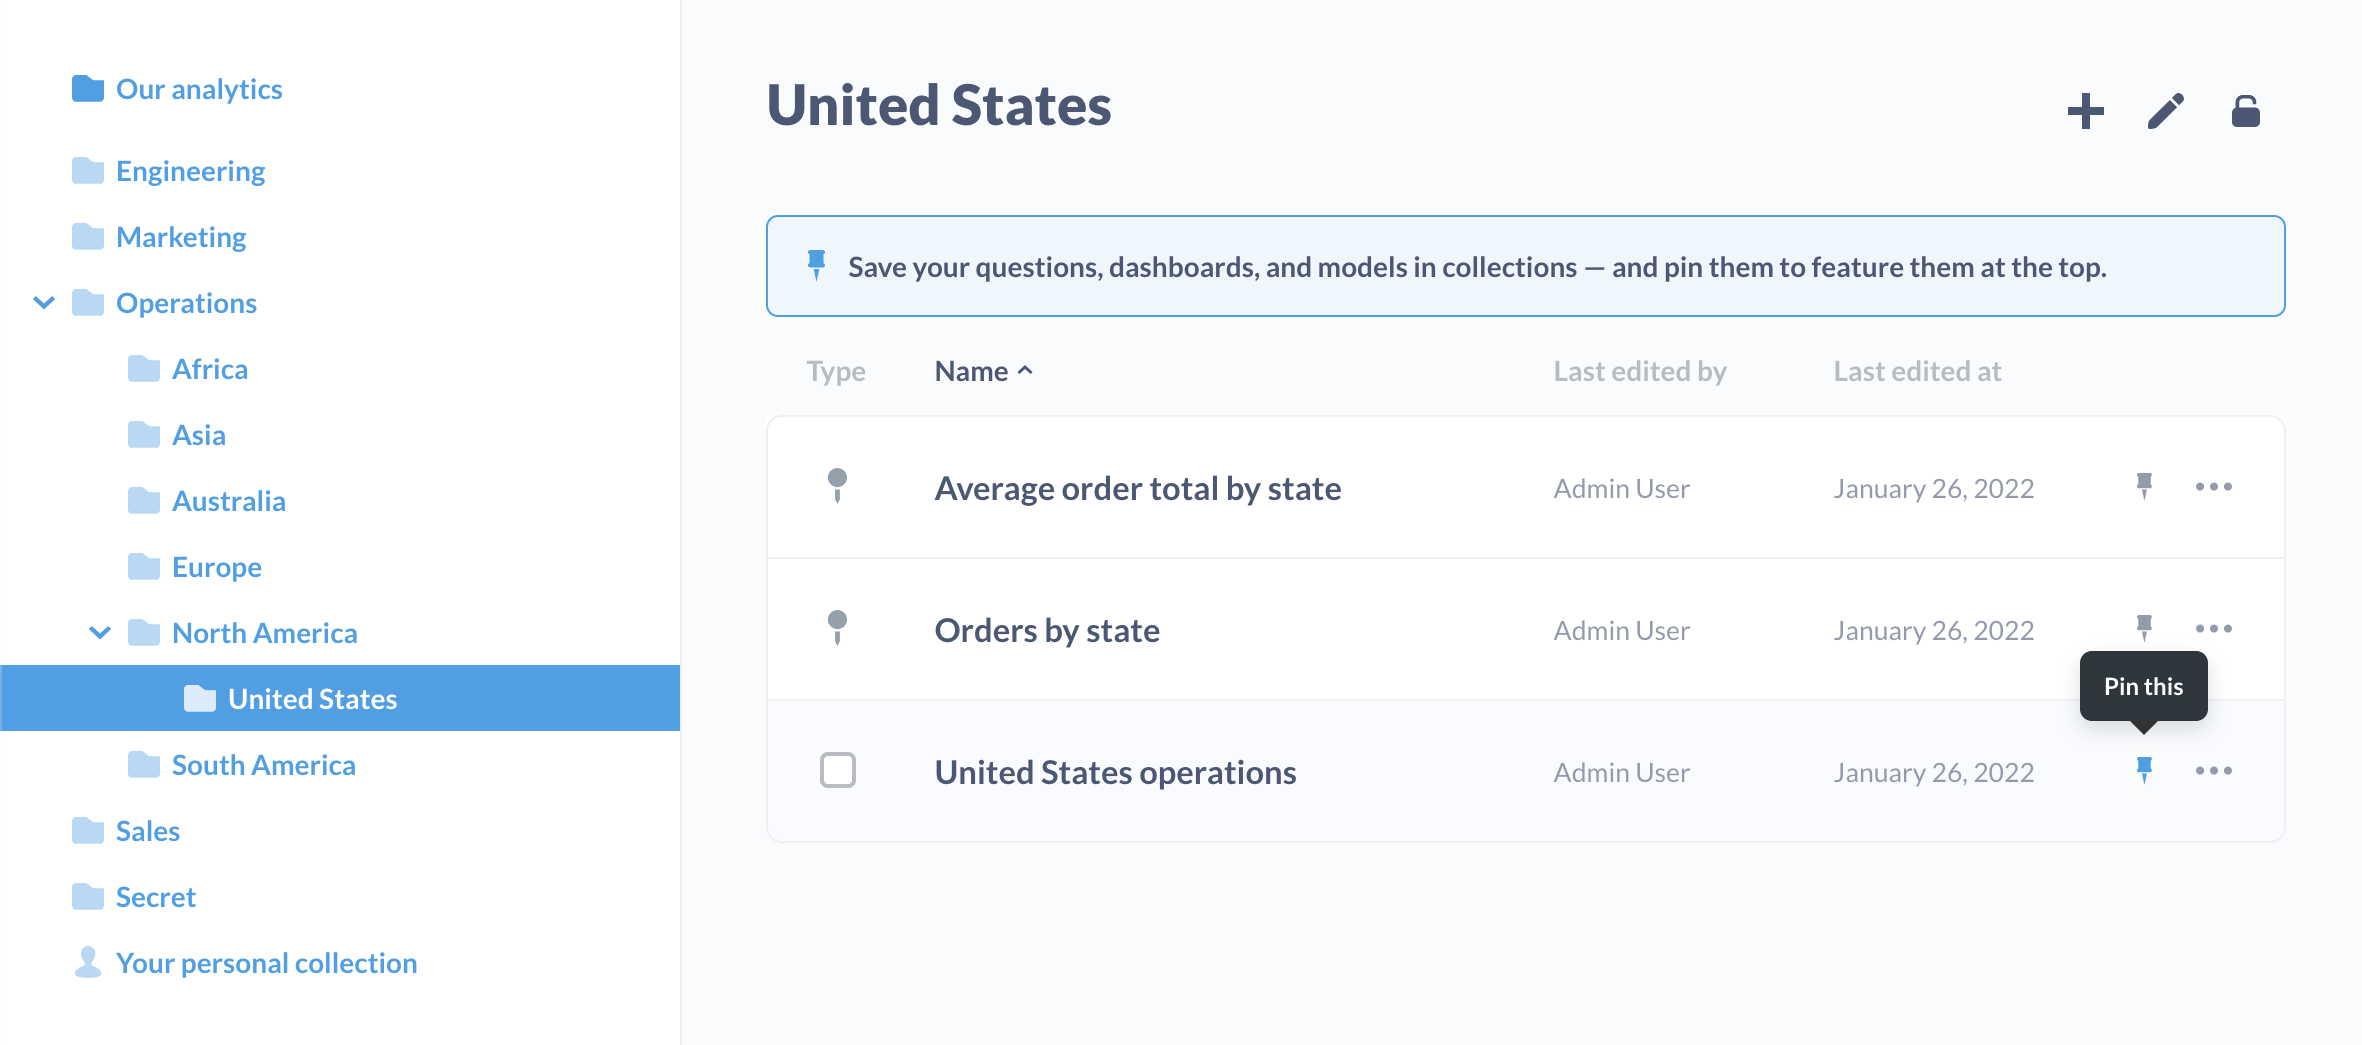 Our analytics
Engineering
Marketing
Operations
Africa
Asia
Australia
Europe
North America
United States
South America
Sales
Secret
Your personal collection
United States
Save your questions, dashboards, and models in collections — and pin them to feature them at the top.
Type Name Last edited by Last edited at
Average order total by state Admin User January 26, 2022
Orders by state Admin User January 26, 2022
Pin this
United States operations Admin User January 26, 2022